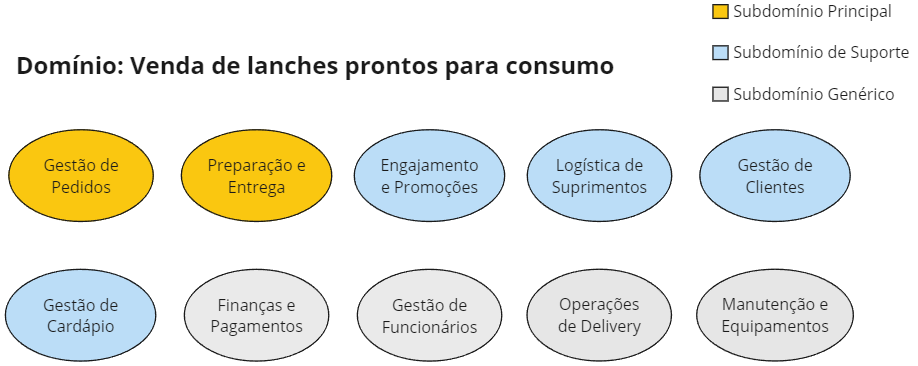 Subdomínio Principal
Subdomínio de Suporte
Domínio: Venda de lanches prontos para consumo
Subdomínio Genérico
Gestão de
Pedidos
Preparação e
Entrega
Engajamento
e Promoções
Logística de
Suprimentos
Gestão de
Clientes
Gestão de
Cardápio
Finanças e
Pagamentos
Gestão de
Funcionários
Operações
de Delivery
Manutenção e
Equipamentos